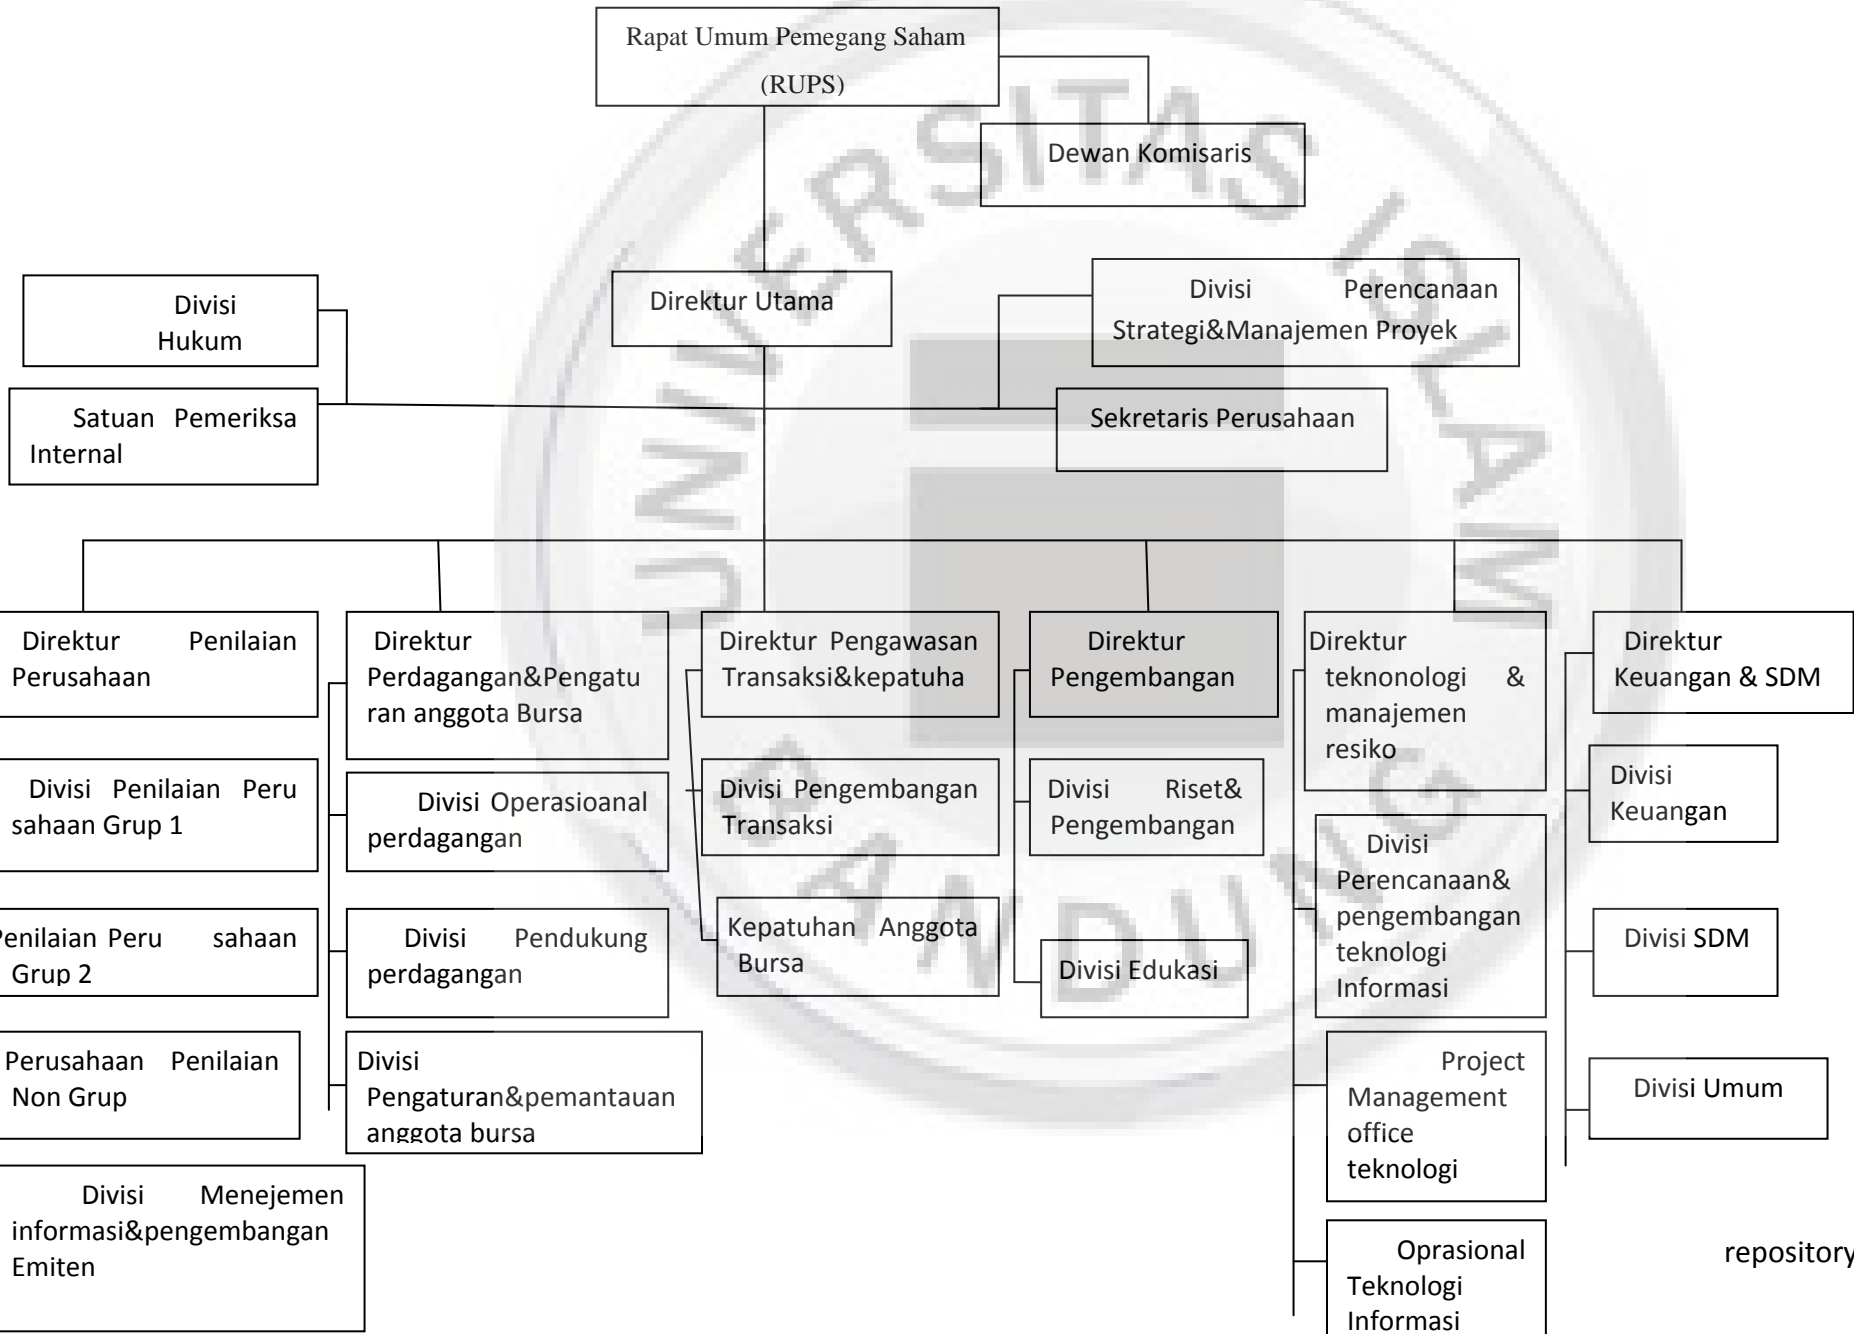 Rapat Umum Pemegang Saham
(RUPS)
Dewan Komisaris
Divisi
Hukum
Direktur Utama
Divisi Perencanaan
Strategi&Manajemen Proyek
Satuan Pemeriksa
Internal
Sekretaris Perusahaan
Direktur Penilaian
Perusahaan
Direktur
Perdagangan&Pengatu
ran anggota Bursa
Direktur Pengawasan
Transaksi&kepatuha
Direktur
Pengembangan
Direktur
teknonologi &
manajemen
resiko
Direktur
Keuangan & SDM
Divisi Penilaian Peru
sahaan Grup 1
Divisi Operasioanal
perdagangan
Divisi Pengembangan
Transaksi
Divisi Riset&
Pengembangan
Divisi
Perencanaan&
pengembangan
teknologi
Informasi
Divisi
Keuangan
Penilaian Peru sahaan
Grup 2
Divisi Pendukung
perdagangan
Kepatuhan Anggota
Bursa
Divisi Edukasi
Divisi SDM
Perusahaan Penilaian
Non Grup
Divisi
Pengaturan&pemantauan
anggota bursa
Project
Management
office
teknologi
Divisi Umum
Divisi Menejemen
informasi&pengembangan
Emiten
Oprasional
Teknologi
Informasi
repository
UNIVERSITAS ISLAM
BANDUNG